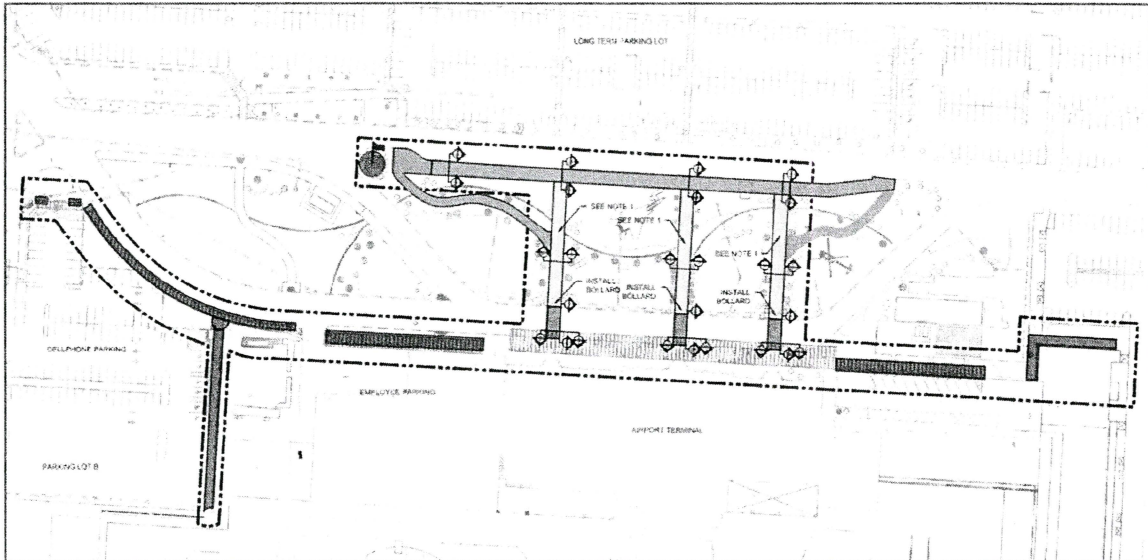 LONG TERM PARKING LOT
SEE NOTE 1
SEE NOTE 1
SEE NOTE 1
INSTALL
BOLLARD
INSTALL
BOLLARD
INSTALL
BOLLARD
CELLPHONE PARKING
EMPLOYEE PARKING
AIRPORT TERMINAL
PARKING LOT B